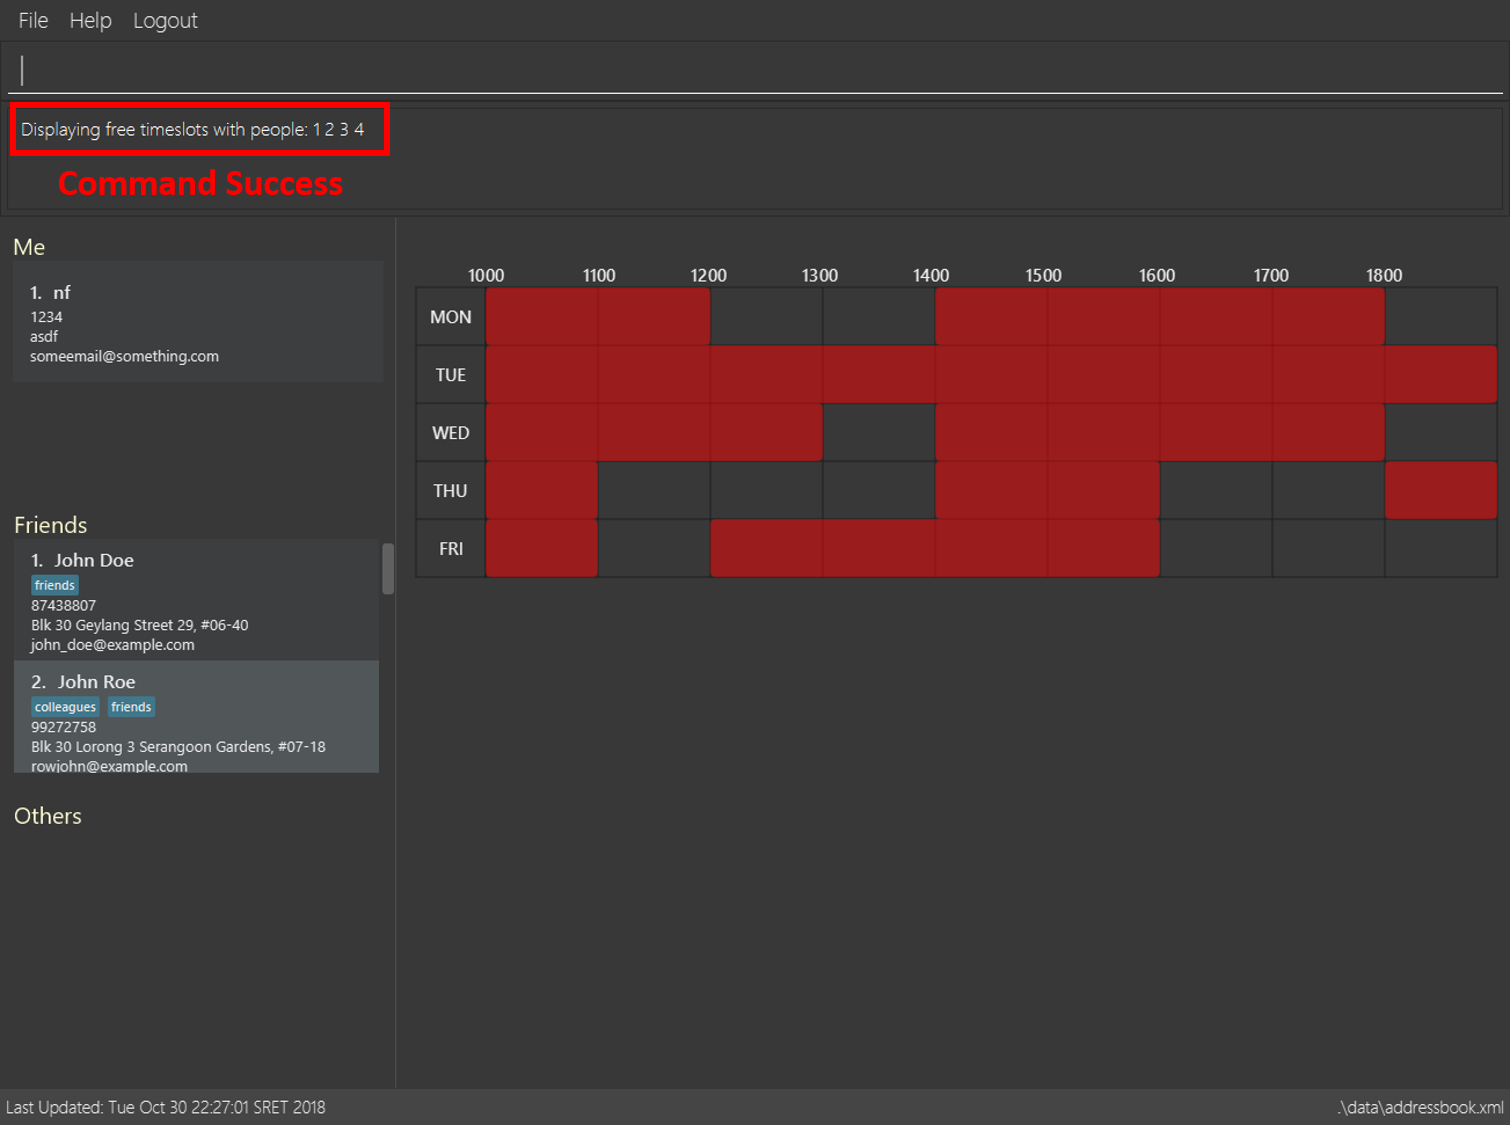 File Help Logout
Displaying free timeslots with people: 1 2 3 4
Command Success
Me
1. nf
1234
asdf
someemail@something.com
Friends
1. John Doe
friends
87438807
Blk 30 Geylang Street 29, #06-40
john_doe@example.com
2. John Roe
colleagues friends
99272758
Blk 30 Lorong 3 Serangoon Gardens, #07-18
rowjohn@example.com
Others
1000 1100 1200 1300 1400 1500 1600 1700 1800
MON
TUE
WED
THU
FRI
Last Updated: Tue Oct 30 22:27:01 SRET 2018
.\data\addressbook.xml